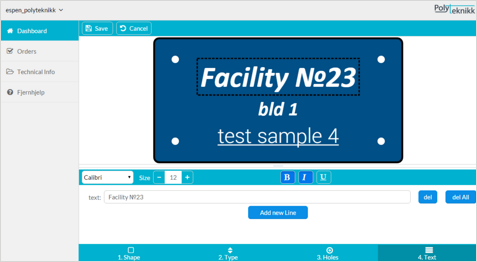 espen_polyteknikk
Polyteknikk
Dashboard
Save
Cancel
Orders
Technical Info
Fjernhjelp
Facility №23
bld 1
test sample 4
Calibri
Size
−
12
+
B
I
U
text:
Facility №23
del
del All
Add new Line
1. Shape
2. Type
3. Holes
4. Text